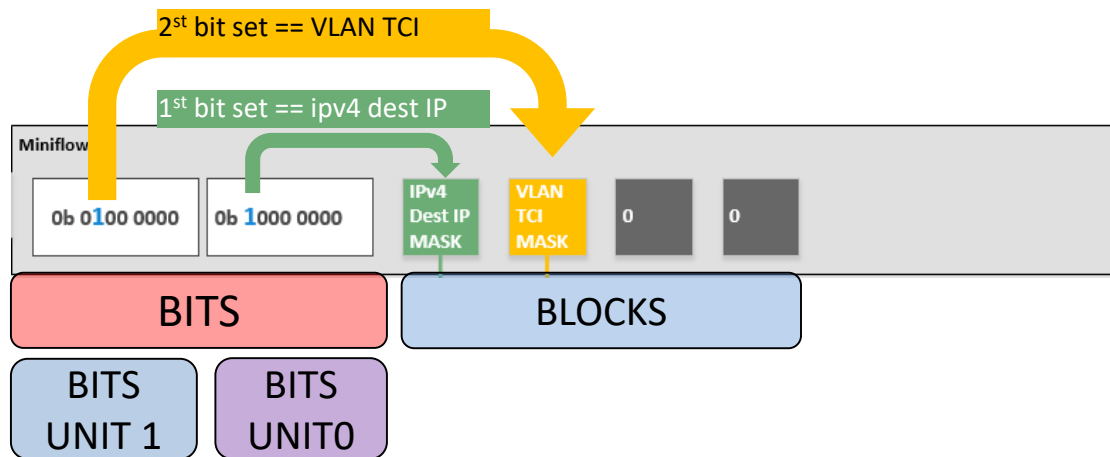 2st bit set == VLAN TCI
1st bit set == ipv4 dest IP
Miniflow
0b 0100 0000
0b 1000 0000
IPv4
Dest IP
MASK
VLAN
TCI
MASK
0
0
BITS
BLOCKS
BITS
UNIT 1
BITS
UNIT0